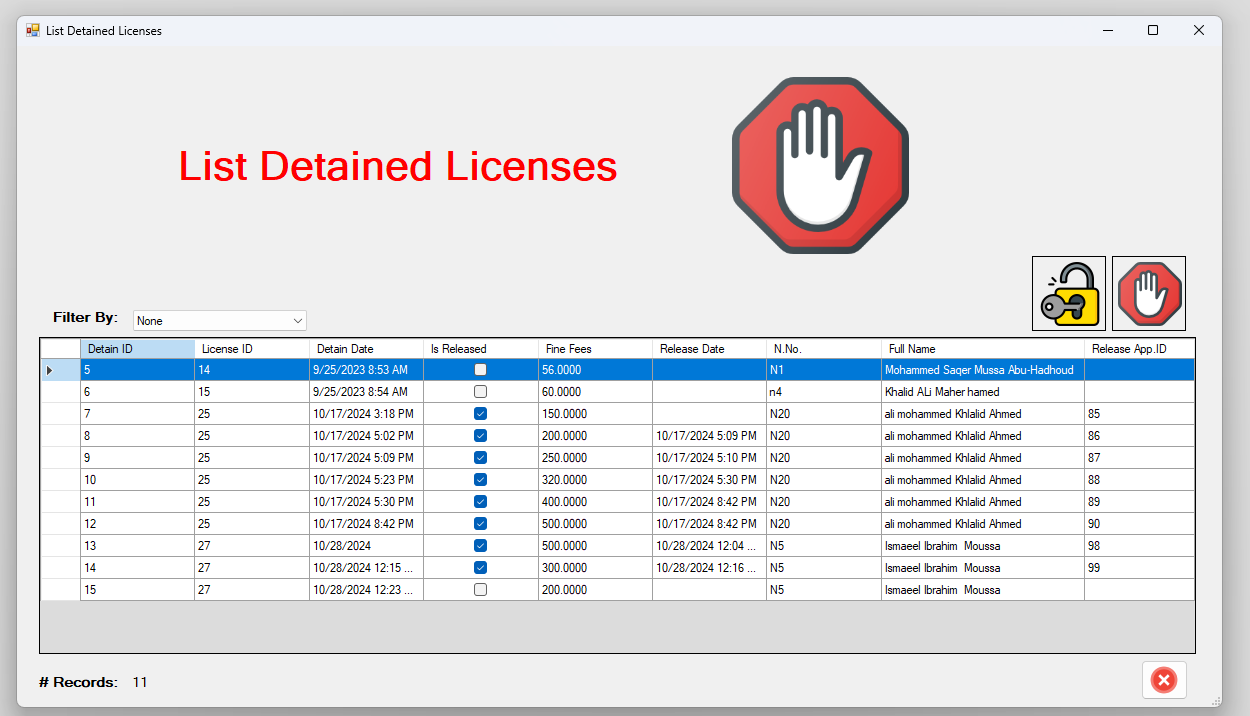 List Detained Licenses
List Detained Licenses
Filter By: None
Detain ID License ID Detain Date Is Released Fine Fees Release Date N.No. Full Name Release App.ID
5 14 9/25/2023 8:53 AM 56.0000 N1 Mohammed Saqer Mussa Abu-Hadhoud
6 15 9/25/2023 8:54 AM 60.0000 n4 Khalid ALi Maher hamed
7 25 10/17/2024 3:18 PM 150.0000 N20 ali mohammed Khlalid Ahmed 85
8 25 10/17/2024 5:02 PM 200.0000 10/17/2024 5:09 PM N20 ali mohammed Khlalid Ahmed 86
9 25 10/17/2024 5:09 PM 250.0000 10/17/2024 5:10 PM N20 ali mohammed Khlalid Ahmed 87
10 25 10/17/2024 5:23 PM 320.0000 10/17/2024 5:30 PM N20 ali mohammed Khlalid Ahmed 88
11 25 10/17/2024 5:30 PM 400.0000 10/17/2024 8:42 PM N20 ali mohammed Khlalid Ahmed 89
12 25 10/17/2024 8:42 PM 500.0000 10/17/2024 8:42 PM N20 ali mohammed Khlalid Ahmed 90
13 27 10/28/2024 500.0000 10/28/2024 12:04 ... N5 Ismaeel Ibrahim  Moussa 98
14 27 10/28/2024 12:15 ... 300.0000 10/28/2024 12:16 ... N5 Ismaeel Ibrahim  Moussa 99
15 27 10/28/2024 12:23 ... 200.0000 N5 Ismaeel Ibrahim  Moussa
# Records: 11